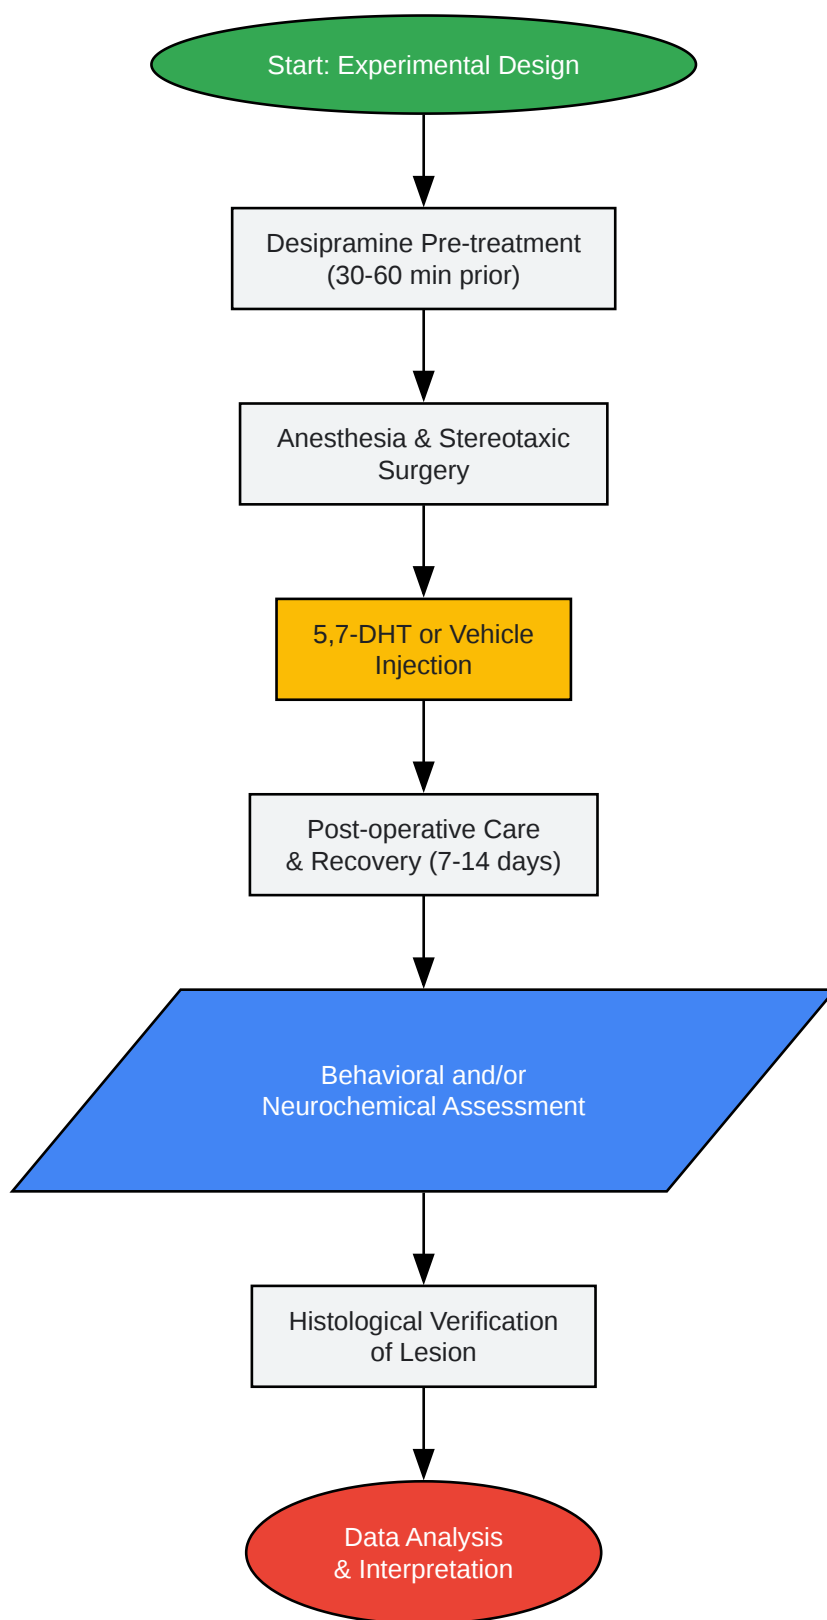 Start: Experimental Design
Desipramine Pre-treatment
(30-60 min prior)
Anesthesia & Stereotaxic
Surgery
5,7-DHT or Vehicle
Injection
Post-operative Care
& Recovery (7-14 days)
Behavioral and/or
Neurochemical Assessment
Histological Verification
of Lesion
Data Analysis
& Interpretation